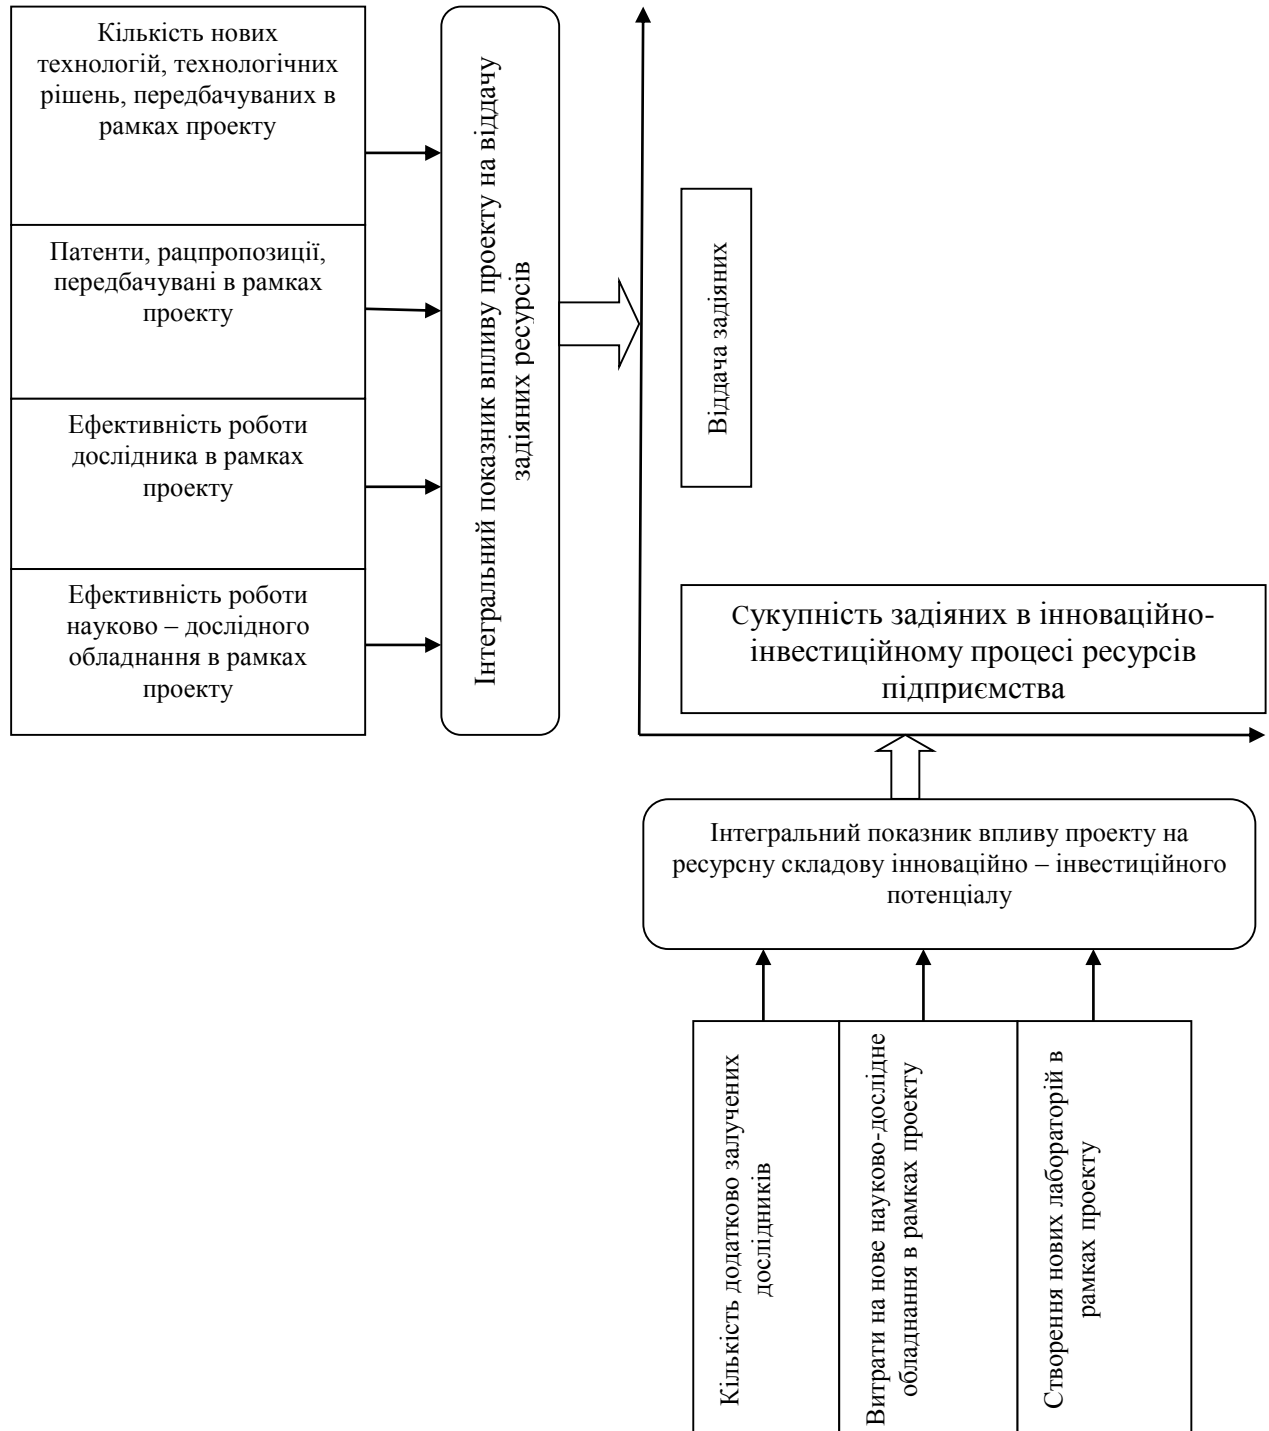 Кількість нових
технологій, технологічних
рішень, передбачуваних в
рамках проекту
Патенти, рацпропозиції,
передбачувані в рамках
проекту
Ефективність роботи
дослідника в рамках
проекту
Ефективність роботи
науково – дослідного
обладнання в рамках
проекту
Інтегральний показник впливу проекту на віддачу
задіяних ресурсів
Віддача задіяних
Сукупність задіяних в інноваційно-
інвестиційному процесі ресурсів
підприємства
Інтегральний показник впливу проекту на
ресурсну складову інноваційно – інвестиційного
потенціалу
Кількість додатково залучених
дослідників
Витрати на нове науково-дослідне
обладнання в рамках проекту
Створення нових лабораторій в
рамках проекту